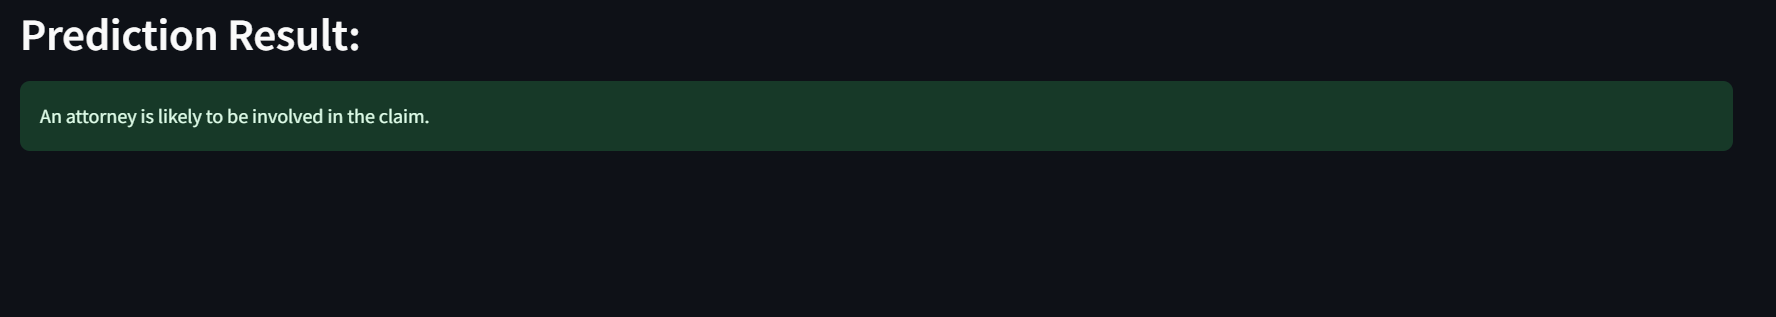 Prediction Result:
An attorney is likely to be involved in the claim.